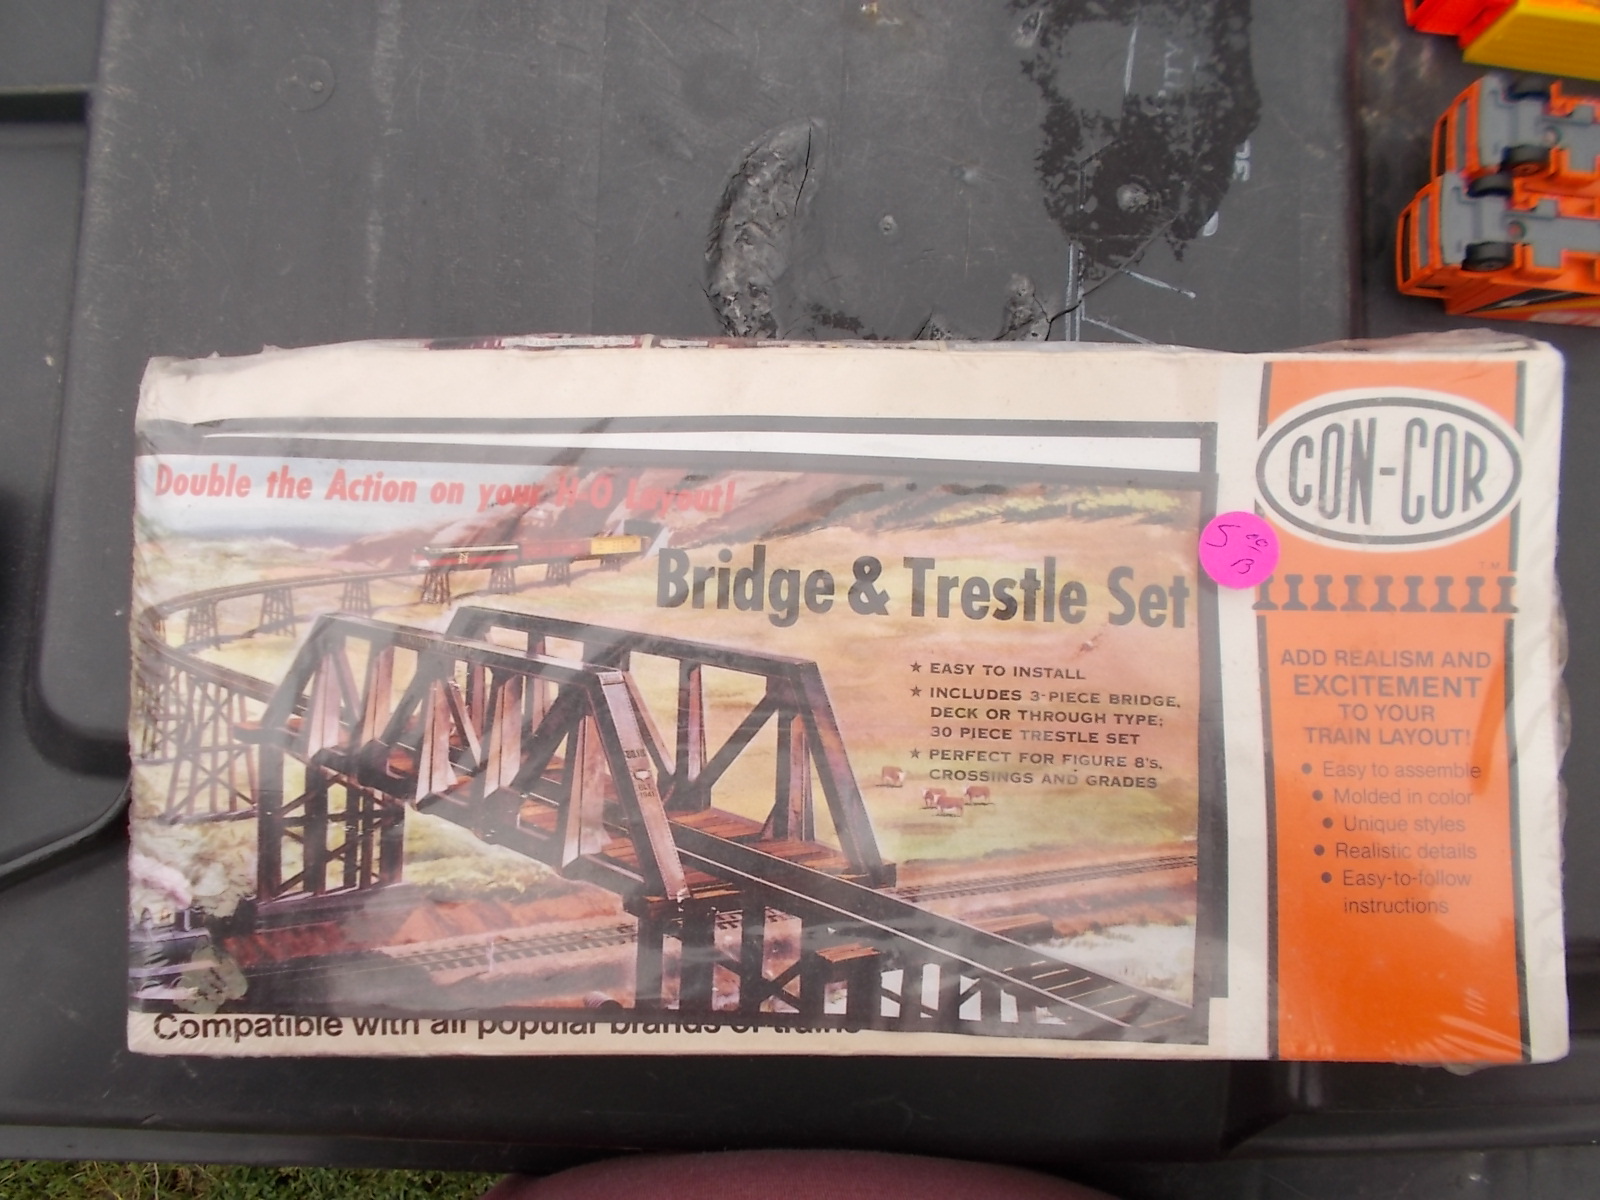 Double the Action on your H-O Layout!
Bridge & Trestle Set
★ EASY TO INSTALL
★ INCLUDES 3-PIECE BRIDGE,
DECK OR THROUGH TYPE;
30 PIECE TRESTLE SET
★ PERFECT FOR FIGURE 8's,
CROSSINGS AND GRADES
Compatible with all popular brands of trains
CON-COR
TM
ADD REALISM AND
EXCITEMENT
TO YOUR
TRAIN LAYOUT!
• Easy to assemble
• Molded in color
• Unique styles
• Realistic details
• Easy-to-follow
instructions
5 00/
B